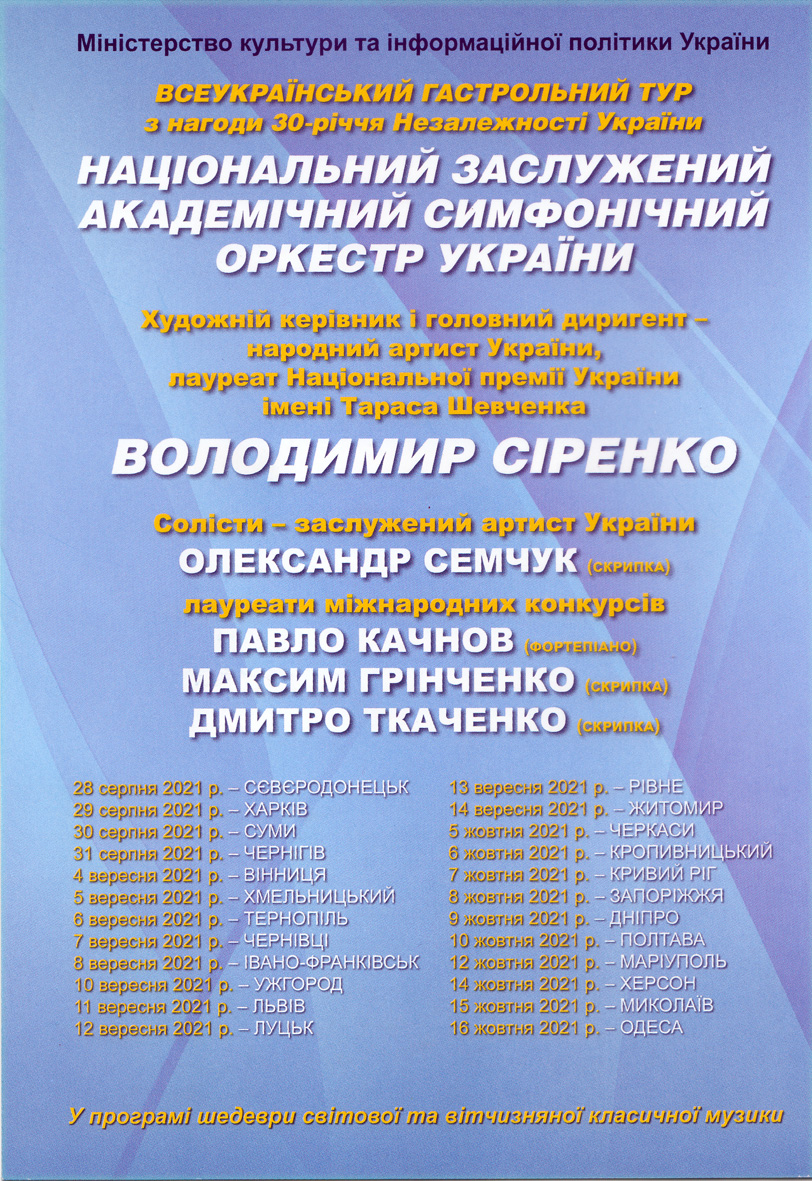 Міністерство культури та інформаційної політики України
ВСЕУКРАЇНСЬКИЙ ГАСТРОЛЬНИЙ ТУР
з нагоди 30-річчя Незалежності України
НАЦІОНАЛЬНИЙ ЗАСЛУЖЕНИЙ
АКАДЕМІЧНИЙ СИМФОНІЧНИЙ
ОРКЕСТР УКРАЇНИ
Художній керівник і головний диригент –
народний артист України,
лауреат Національної премії України
імені Тараса Шевченка
ВОЛОДИМИР СІРЕНКО
Солісти – заслужений артист України
ОЛЕКСАНДР СЕМЧУК (СКРИПКА)
лауреати міжнародних конкурсів
ПАВЛО КАЧНОВ (ФОРТЕПІАНО)
МАКСИМ ГРІНЧЕНКО (СКРИПКА)
ДМИТРО ТКАЧЕНКО (СКРИПКА)
28 серпня 2021 р. – СЄВЄРОДОНЕЦЬК
29 серпня 2021 р. – ХАРКІВ
30 серпня 2021 р. – СУМИ
31 серпня 2021 р. – ЧЕРНІГІВ
4 вересня 2021 р. – ВІННИЦЯ
5 вересня 2021 р. – ХМЕЛЬНИЦЬКИЙ
6 вересня 2021 р. – ТЕРНОПІЛЬ
7 вересня 2021 р. – ЧЕРНІВЦІ
8 вересня 2021 р. – ІВАНО-ФРАНКІВСЬК
10 вересня 2021 р. – УЖГОРОД
11 вересня 2021 р. – ЛЬВІВ
12 вересня 2021 р. – ЛУЦЬК
13 вересня 2021 р. – РІВНЕ
14 вересня 2021 р. – ЖИТОМИР
5 жовтня 2021 р. – ЧЕРКАСИ
6 жовтня 2021 р. – КРОПИВНИЦЬКИЙ
7 жовтня 2021 р. – КРИВИЙ РІГ
8 жовтня 2021 р. – ЗАПОРІЖЖЯ
9 жовтня 2021 р. – ДНІПРО
10 жовтня 2021 р. – ПОЛТАВА
12 жовтня 2021 р. – МАРІУПОЛЬ
14 жовтня 2021 р. – ХЕРСОН
15 жовтня 2021 р. – МИКОЛАЇВ
16 жовтня 2021 р. – ОДЕСА
У програмі шедеври світової та вітчизняної класичної музики